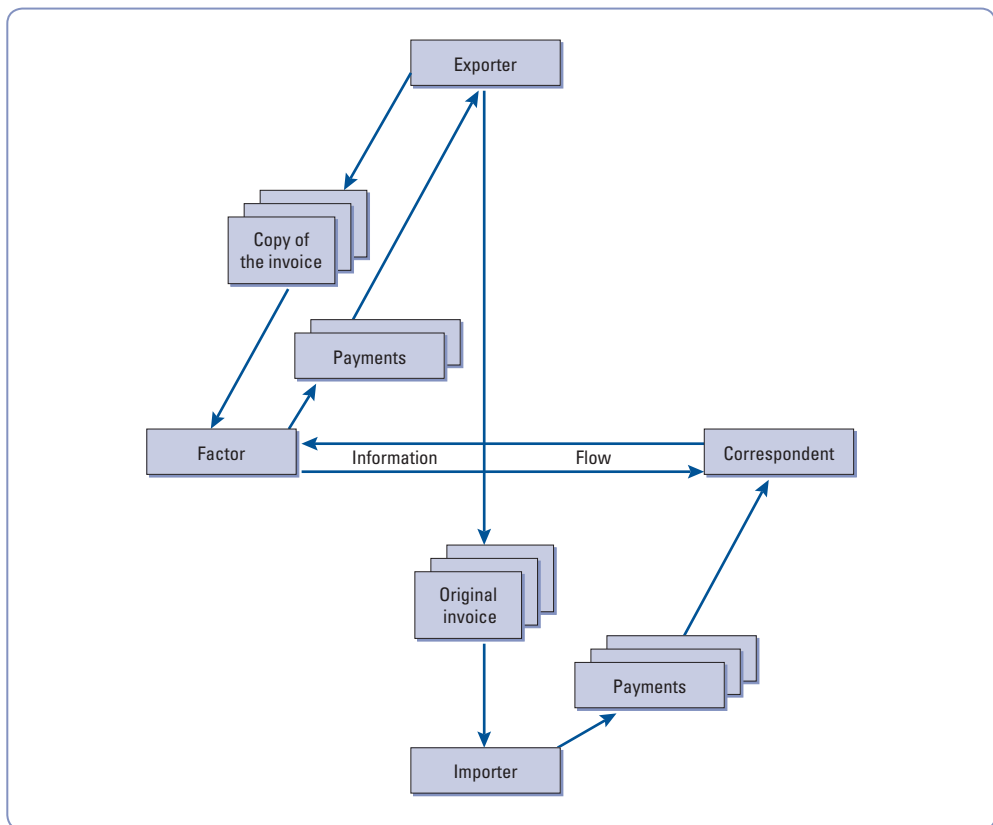 Exporter
Copy of
the invoice
Payments
Factor
Information Flow
Correspondent
Original
invoice
Payments
Importer